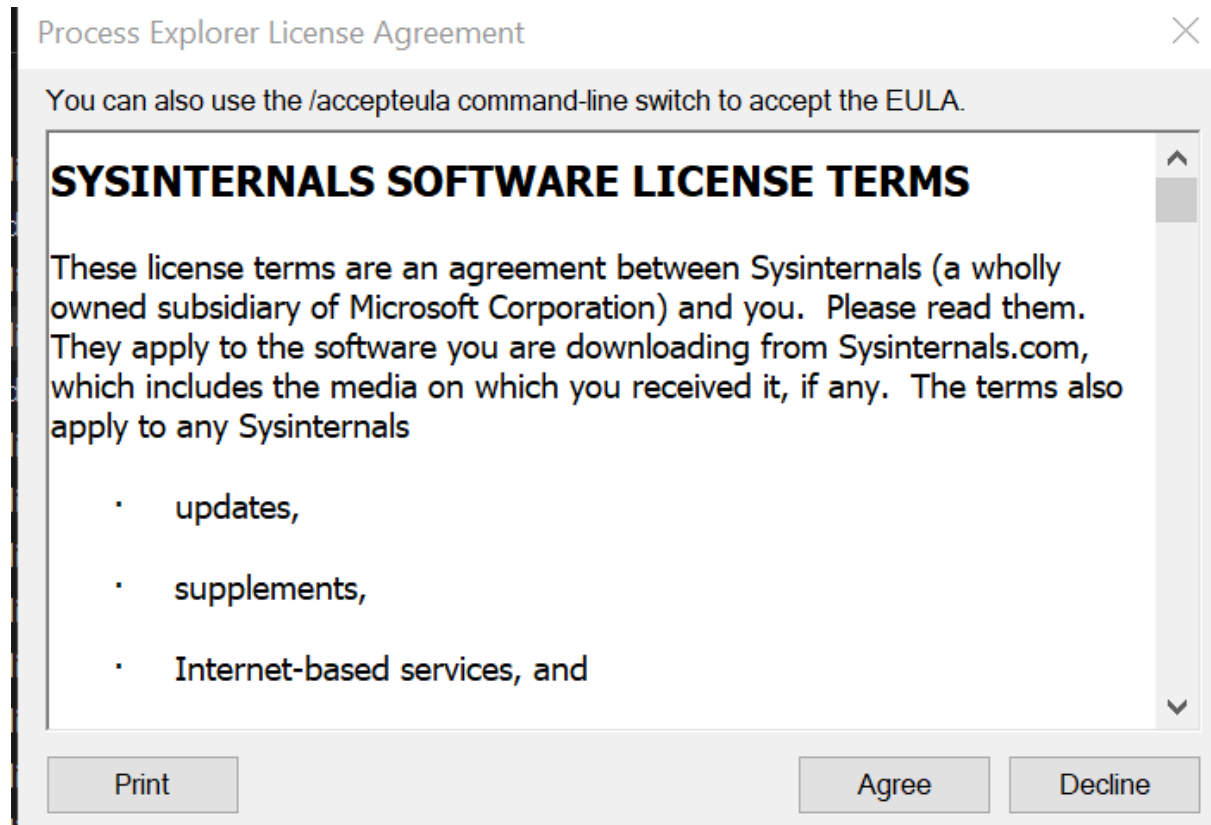 Process Explorer License Agreement
You can also use the /accepteula command-line switch to accept the EULA.
SYSINTERNALS SOFTWARE LICENSE TERMS
These license terms are an agreement between Sysinternals (a wholly
owned subsidiary of Microsoft Corporation) and you.  Please read them.
They apply to the software you are downloading from Sysinternals.com,
which includes the media on which you received it, if any.  The terms also
apply to any Sysinternals
· updates,
· supplements,
· Internet-based services, and
Print
Agree
Decline